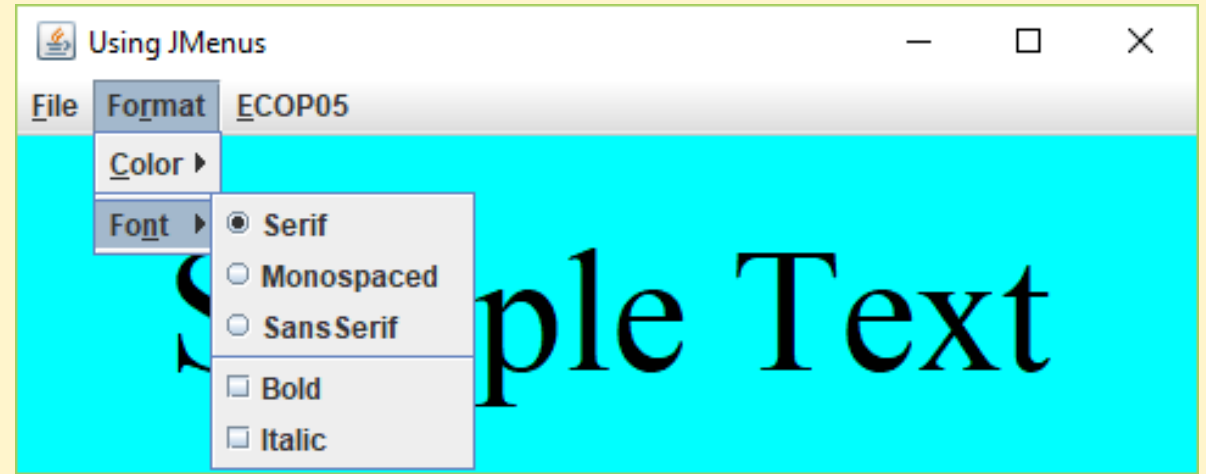 Using JMenus
File Format ECOP05
Color
Font
Serif
Monospaced
SansSerif
Bold
Italic
ple Text